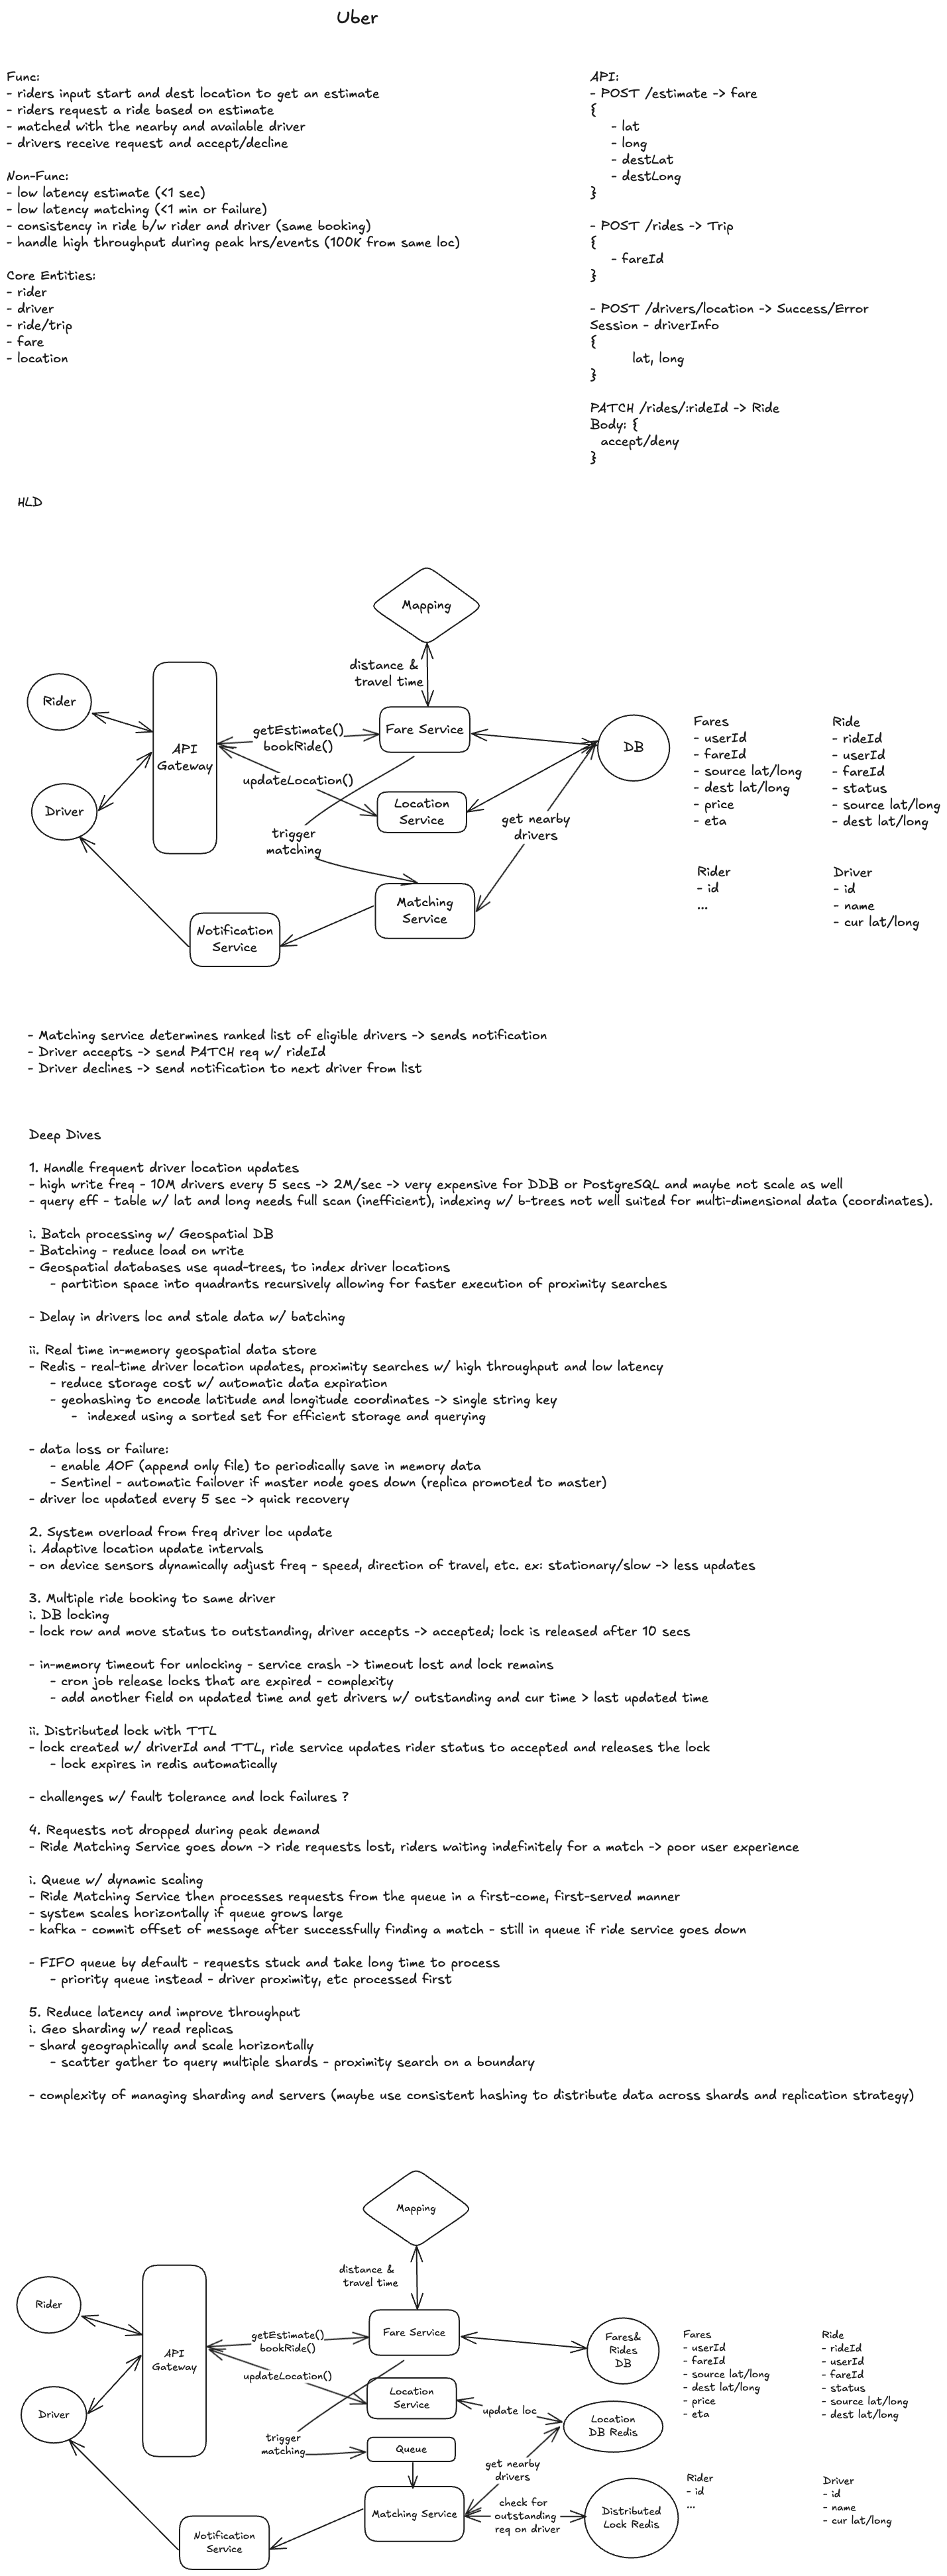 Uber
Func:
- riders input start and dest location to get an estimate
- riders request a ride based on estimate
- matched with the nearby and available driver
- drivers receive request and accept/decline
Non-Func:
- low latency estimate (<1 sec)
- low latency matching (<1 min or failure)
- consistency in ride b/w rider and driver (same booking)
- handle high throughput during peak hrs/events (100K from same loc)
Core Entities:
- rider
- driver
- ride/trip
- fare
- location
API:
- POST /estimate -> fare
{
- lat
- long
- destLat
- destLong
}
- POST /rides -> Trip
{
- fareId
}
- POST /drivers/location -> Success/Error
Session - driverInfo
{
lat, long
}
PATCH /rides/:rideId -> Ride
Body: {
accept/deny
}
HLD
Mapping
distance &
travel time
Rider
Driver
API
Gateway
getEstimate()
bookRide()
updateLocation()
Fare Service
Location
Service
trigger
matching
get nearby
drivers
DB
Matching
Service
Notification
Service
Fares
- userId
- fareId
- source lat/long
- dest lat/long
- price
- eta
Ride
- rideId
- userId
- fareId
- status
- source lat/long
- dest lat/long
Rider
- id
...
Driver
- id
- name
- cur lat/long
- Matching service determines ranked list of eligible drivers -> sends notification
- Driver accepts -> send PATCH req w/ rideId
- Driver declines -> send notification to next driver from list
Deep Dives
1. Handle frequent driver location updates
- high write freq - 10M drivers every 5 secs -> 2M/sec -> very expensive for DDB or PostgreSQL and maybe not scale as well
- query eff - table w/ lat and long needs full scan (inefficient), indexing w/ b-trees not well suited for multi-dimensional data (coordinates).
i. Batch processing w/ Geospatial DB
- Batching - reduce load on write
- Geospatial databases use quad-trees, to index driver locations
- partition space into quadrants recursively allowing for faster execution of proximity searches
- Delay in drivers loc and stale data w/ batching
ii. Real time in-memory geospatial data store
- Redis - real-time driver location updates, proximity searches w/ high throughput and low latency
- reduce storage cost w/ automatic data expiration
- geohashing to encode latitude and longitude coordinates -> single string key
- indexed using a sorted set for efficient storage and querying
- data loss or failure:
- enable AOF (append only file) to periodically save in memory data
- Sentinel - automatic failover if master node goes down (replica promoted to master)
- driver loc updated every 5 sec -> quick recovery
2. System overload from freq driver loc update
i. Adaptive location update intervals
- on device sensors dynamically adjust freq - speed, direction of travel, etc. ex: stationary/slow -> less updates
3. Multiple ride booking to same driver
i. DB locking
- lock row and move status to outstanding, driver accepts -> accepted; lock is released after 10 secs
- in-memory timeout for unlocking - service crash -> timeout lost and lock remains
- cron job release locks that are expired - complexity
- add another field on updated time and get drivers w/ outstanding and cur time > last updated time
ii. Distributed lock with TTL
- lock created w/ driverId and TTL, ride service updates rider status to accepted and releases the lock
- lock expires in redis automatically
- challenges w/ fault tolerance and lock failures ?
4. Requests not dropped during peak demand
- Ride Matching Service goes down -> ride requests lost, riders waiting indefinitely for a match -> poor user experience
i. Queue w/ dynamic scaling
- Ride Matching Service then processes requests from the queue in a first-come, first-served manner
- system scales horizontally if queue grows large
- kafka - commit offset of message after successfully finding a match - still in queue if ride service goes down
- FIFO queue by default - requests stuck and take long time to process
- priority queue instead - driver proximity, etc processed first
5. Reduce latency and improve throughput
i. Geo sharding w/ read replicas
- shard geographically and scale horizontally
- scatter gather to query multiple shards - proximity search on a boundary
- complexity of managing sharding and servers (maybe use consistent hashing to distribute data across shards and replication strategy)
Mapping
distance &
travel time
Rider
Driver
API
Gateway
getEstimate()
bookRide()
updateLocation()
Fare Service
Location
Service
trigger
matching
Queue
Matching Service
Notification
Service
update loc
get nearby
drivers
check for
outstanding
req on driver
Fares&
Rides
DB
Location
DB Redis
Distributed
Lock Redis
Fares
- userId
- fareId
- source lat/long
- dest lat/long
- price
- eta
Ride
- rideId
- userId
- fareId
- status
- source lat/long
- dest lat/long
Rider
- id
...
Driver
- id
- name
- cur lat/long